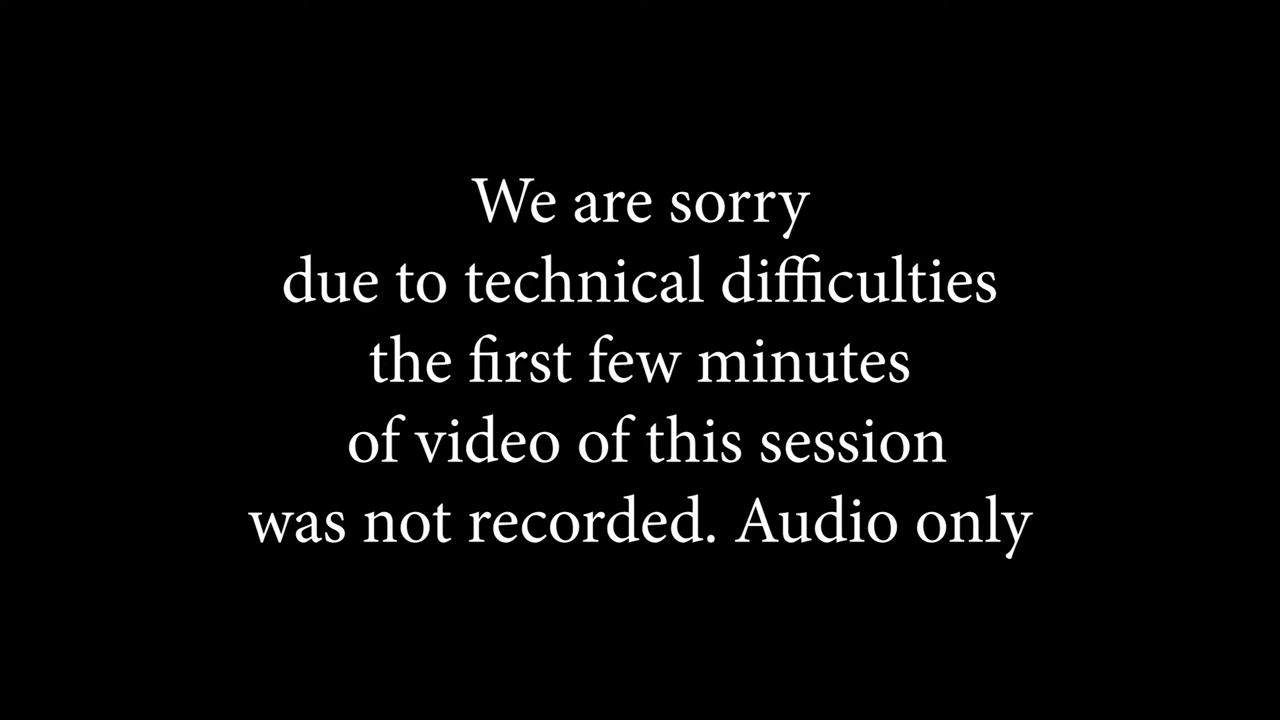 We are sorry
due to technical difficulties
the first few minutes
of video of this session
was not recorded. Audio only